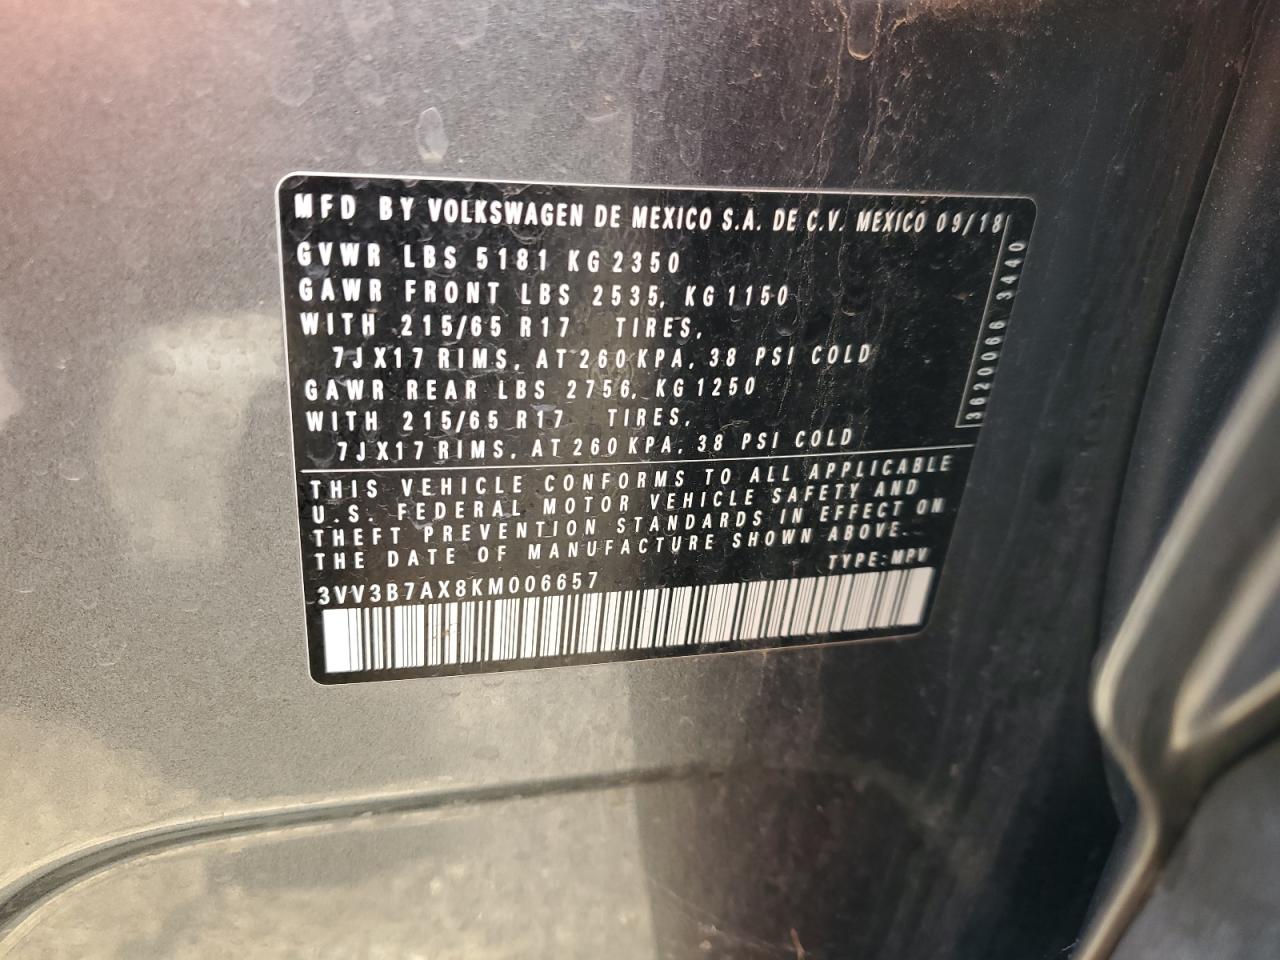 MFD BY VOLKSWAGEN DE MEXICO S.A. DE C.V. MEXICO 09/18
GVWR LBS 5181 KG 2350
GAWR FRONT LBS 2535, KG 1150
WITH 215/65 R17 TIRES,
7JX17 RIMS, AT 260 KPA, 38 PSI COLD
GAWR REAR LBS 2756, KG 1250
WITH 215/65 R17 TIRES,
7JX17 RIMS, AT 260 KPA, 38 PSI COLD
3620066 3440
THIS VEHICLE CONFORMS TO ALL APPLICABLE
U.S. FEDERAL MOTOR VEHICLE SAFETY AND
THEFT PREVENTION STANDARDS IN EFFECT ON
THE DATE OF MANUFACTURE SHOWN ABOVE.
TYPE: MPV
3VV3B7AX8KM006657